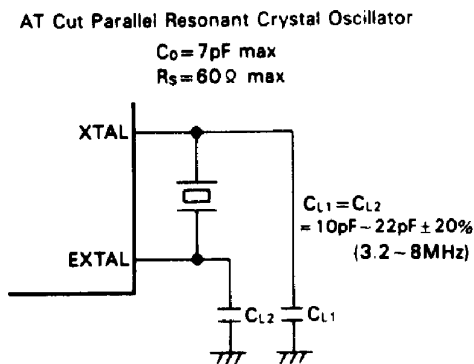 AT Cut Parallel Resonant Crystal Oscillator
C₀=7pF max
Rs=60Ω max
XTAL
EXTAL
CL1=CL2
=10pF~22pF±20%
(3.2~8MHz)
CL2
CL1